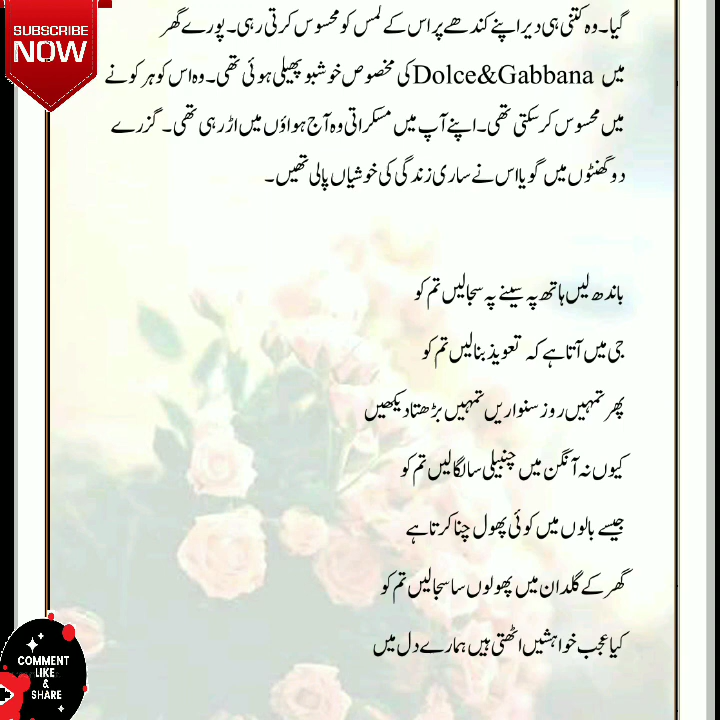 SUBSCRIBE
NOW
گیا۔ وہ کتنی ہی دیر اپنے کندھے پر اس کے لمس کو محسوس کرتی رہی۔ پورے گھر
میں Dolce&Gabbana کی مخصوص خوشبو پھیلی ہوئی تھی۔ وہ اس کو ہر کونے
میں محسوس کر سکتی تھی۔ اپنے آپ میں مسکراتی وہ آج ہواؤں میں اڑ رہی تھی۔ گزرے
دو گھنٹوں میں گویا اس نے ساری زندگی کی خوشیاں پالی تھیں۔
باندھ لیں ہاتھ پہ سینے پہ سجا لیں تم کو
جی میں آتا ہے کہ تعویذ بنا لیں تم کو
پھر تمہیں روز سنواریں تمہیں بڑھتا دیکھیں
کیوں نہ آنگن میں چنبیلی سا لگا لیں تم کو
جیسے بالوں میں کوئی پھول چنا کرتا ہے
گھر کے گلدان میں پھولوں سا سجا لیں تم کو
کیا عجب خواہشیں اٹھتی ہیں ہمارے دل میں
COMMENT
LIKE
&
SHARE